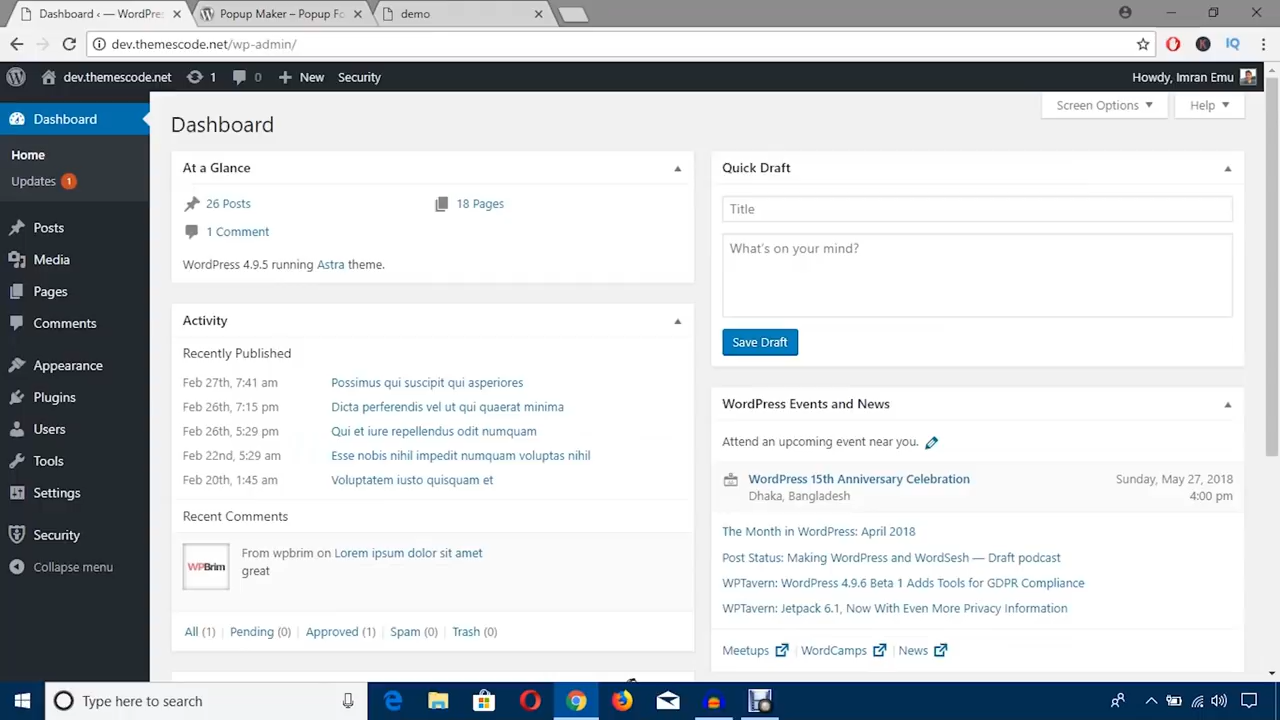 Dashboard ‹ — WordPres
Popup Maker – Popup Fo
demo
dev.themescode.net/wp-admin/
dev.themescode.net
1
0
New
Security
Howdy, Imran Emu
Dashboard
Home
Updates 1
Posts
Media
Pages
Comments
Appearance
Plugins
Users
Tools
Settings
Security
Collapse menu
Screen Options
Help
Dashboard
At a Glance
26 Posts
18 Pages
1 Comment
WordPress 4.9.5 running Astra theme.
Activity
Recently Published
Feb 27th, 7:41 am Possimus qui suscipit qui asperiores
Feb 26th, 7:15 pm Dicta perferendis vel ut qui quaerat minima
Feb 26th, 5:29 pm Qui et iure repellendus odit numquam
Feb 22nd, 5:29 am Esse nobis nihil impedit numquam voluptas nihil
Feb 20th, 1:45 am Voluptatem iusto quisquam et
Recent Comments
WPBrim
From wpbrim on Lorem ipsum dolor sit amet
great
All (1) | Pending (0) | Approved (1) | Spam (0) | Trash (0)
Quick Draft
Title
What's on your mind?
Save Draft
WordPress Events and News
Attend an upcoming event near you.
WordPress 15th Anniversary Celebration
Dhaka, Bangladesh
Sunday, May 27, 2018
4:00 pm
The Month in WordPress: April 2018
Post Status: Making WordPress and WordSesh — Draft podcast
WPTavern: WordPress 4.9.6 Beta 1 Adds Tools for GDPR Compliance
WPTavern: Jetpack 6.1, Now With Even More Privacy Information
Meetups | WordCamps | News
Type here to search